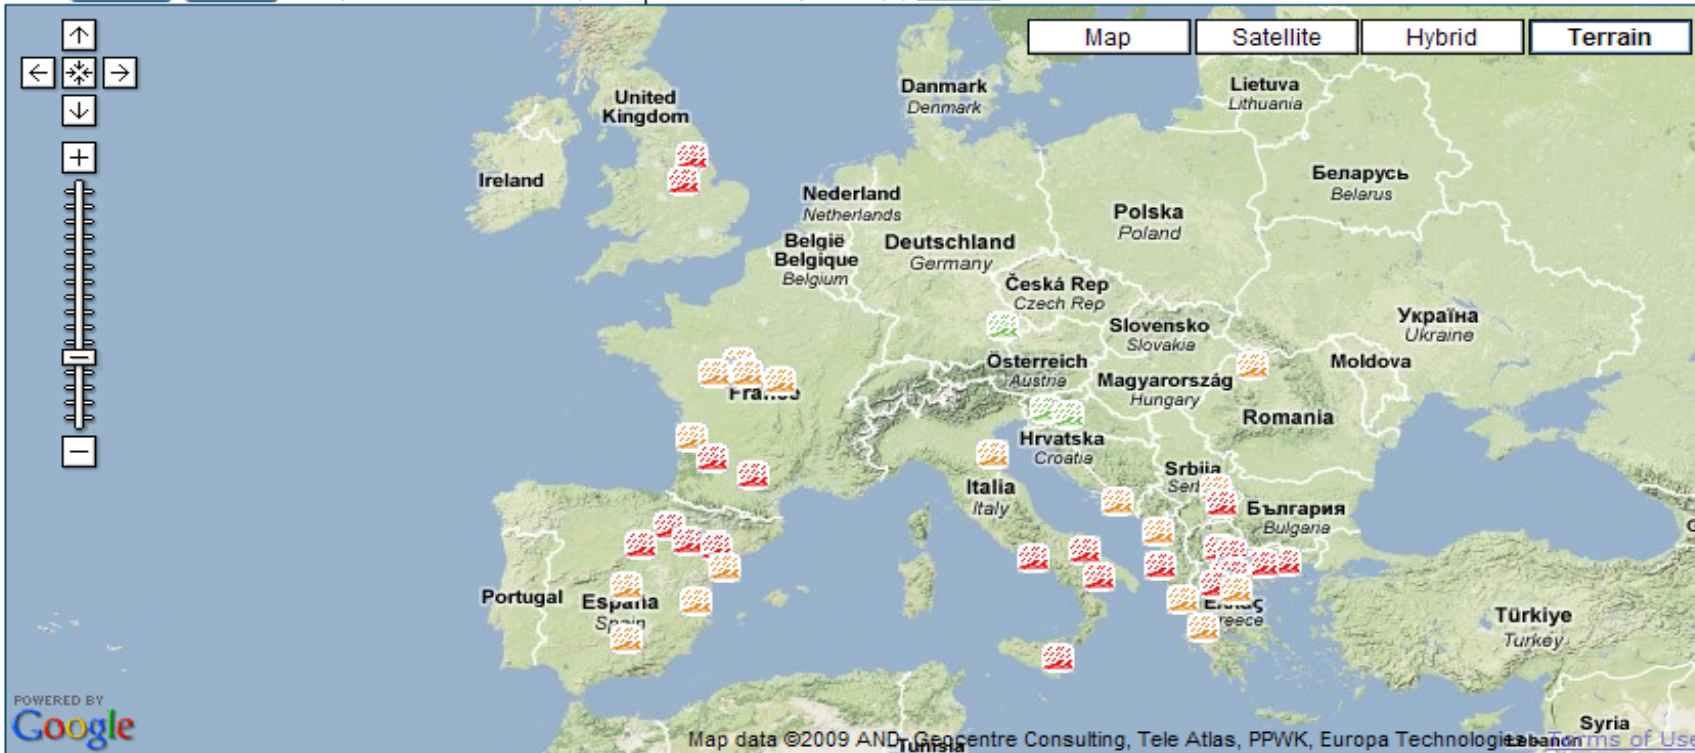 Map
Satellite
Hybrid
Terrain
United
Kingdom
Ireland
Danmark
Denmark
Lietuva
Lithuania
Беларусь
Belarus
Nederland
Netherlands
België
Belgique
Belgium
Deutschland
Germany
Polska
Poland
Česká Rep
Czech Rep
Slovensko
Slovakia
Україна
Ukraine
Österreich
Austria
Magyarország
Hungary
Moldova
France
Romania
Hrvatska
Croatia
Italia
Italy
Srbija
България
Bulgaria
Portugal
España
Spain
Türkiye
Turkey
Syria
Tunisia
POWERED BY
Google
Map data ©2009 AND, Geocentre Consulting, Tele Atlas, PPWK, Europa Technologies
Terms of Use